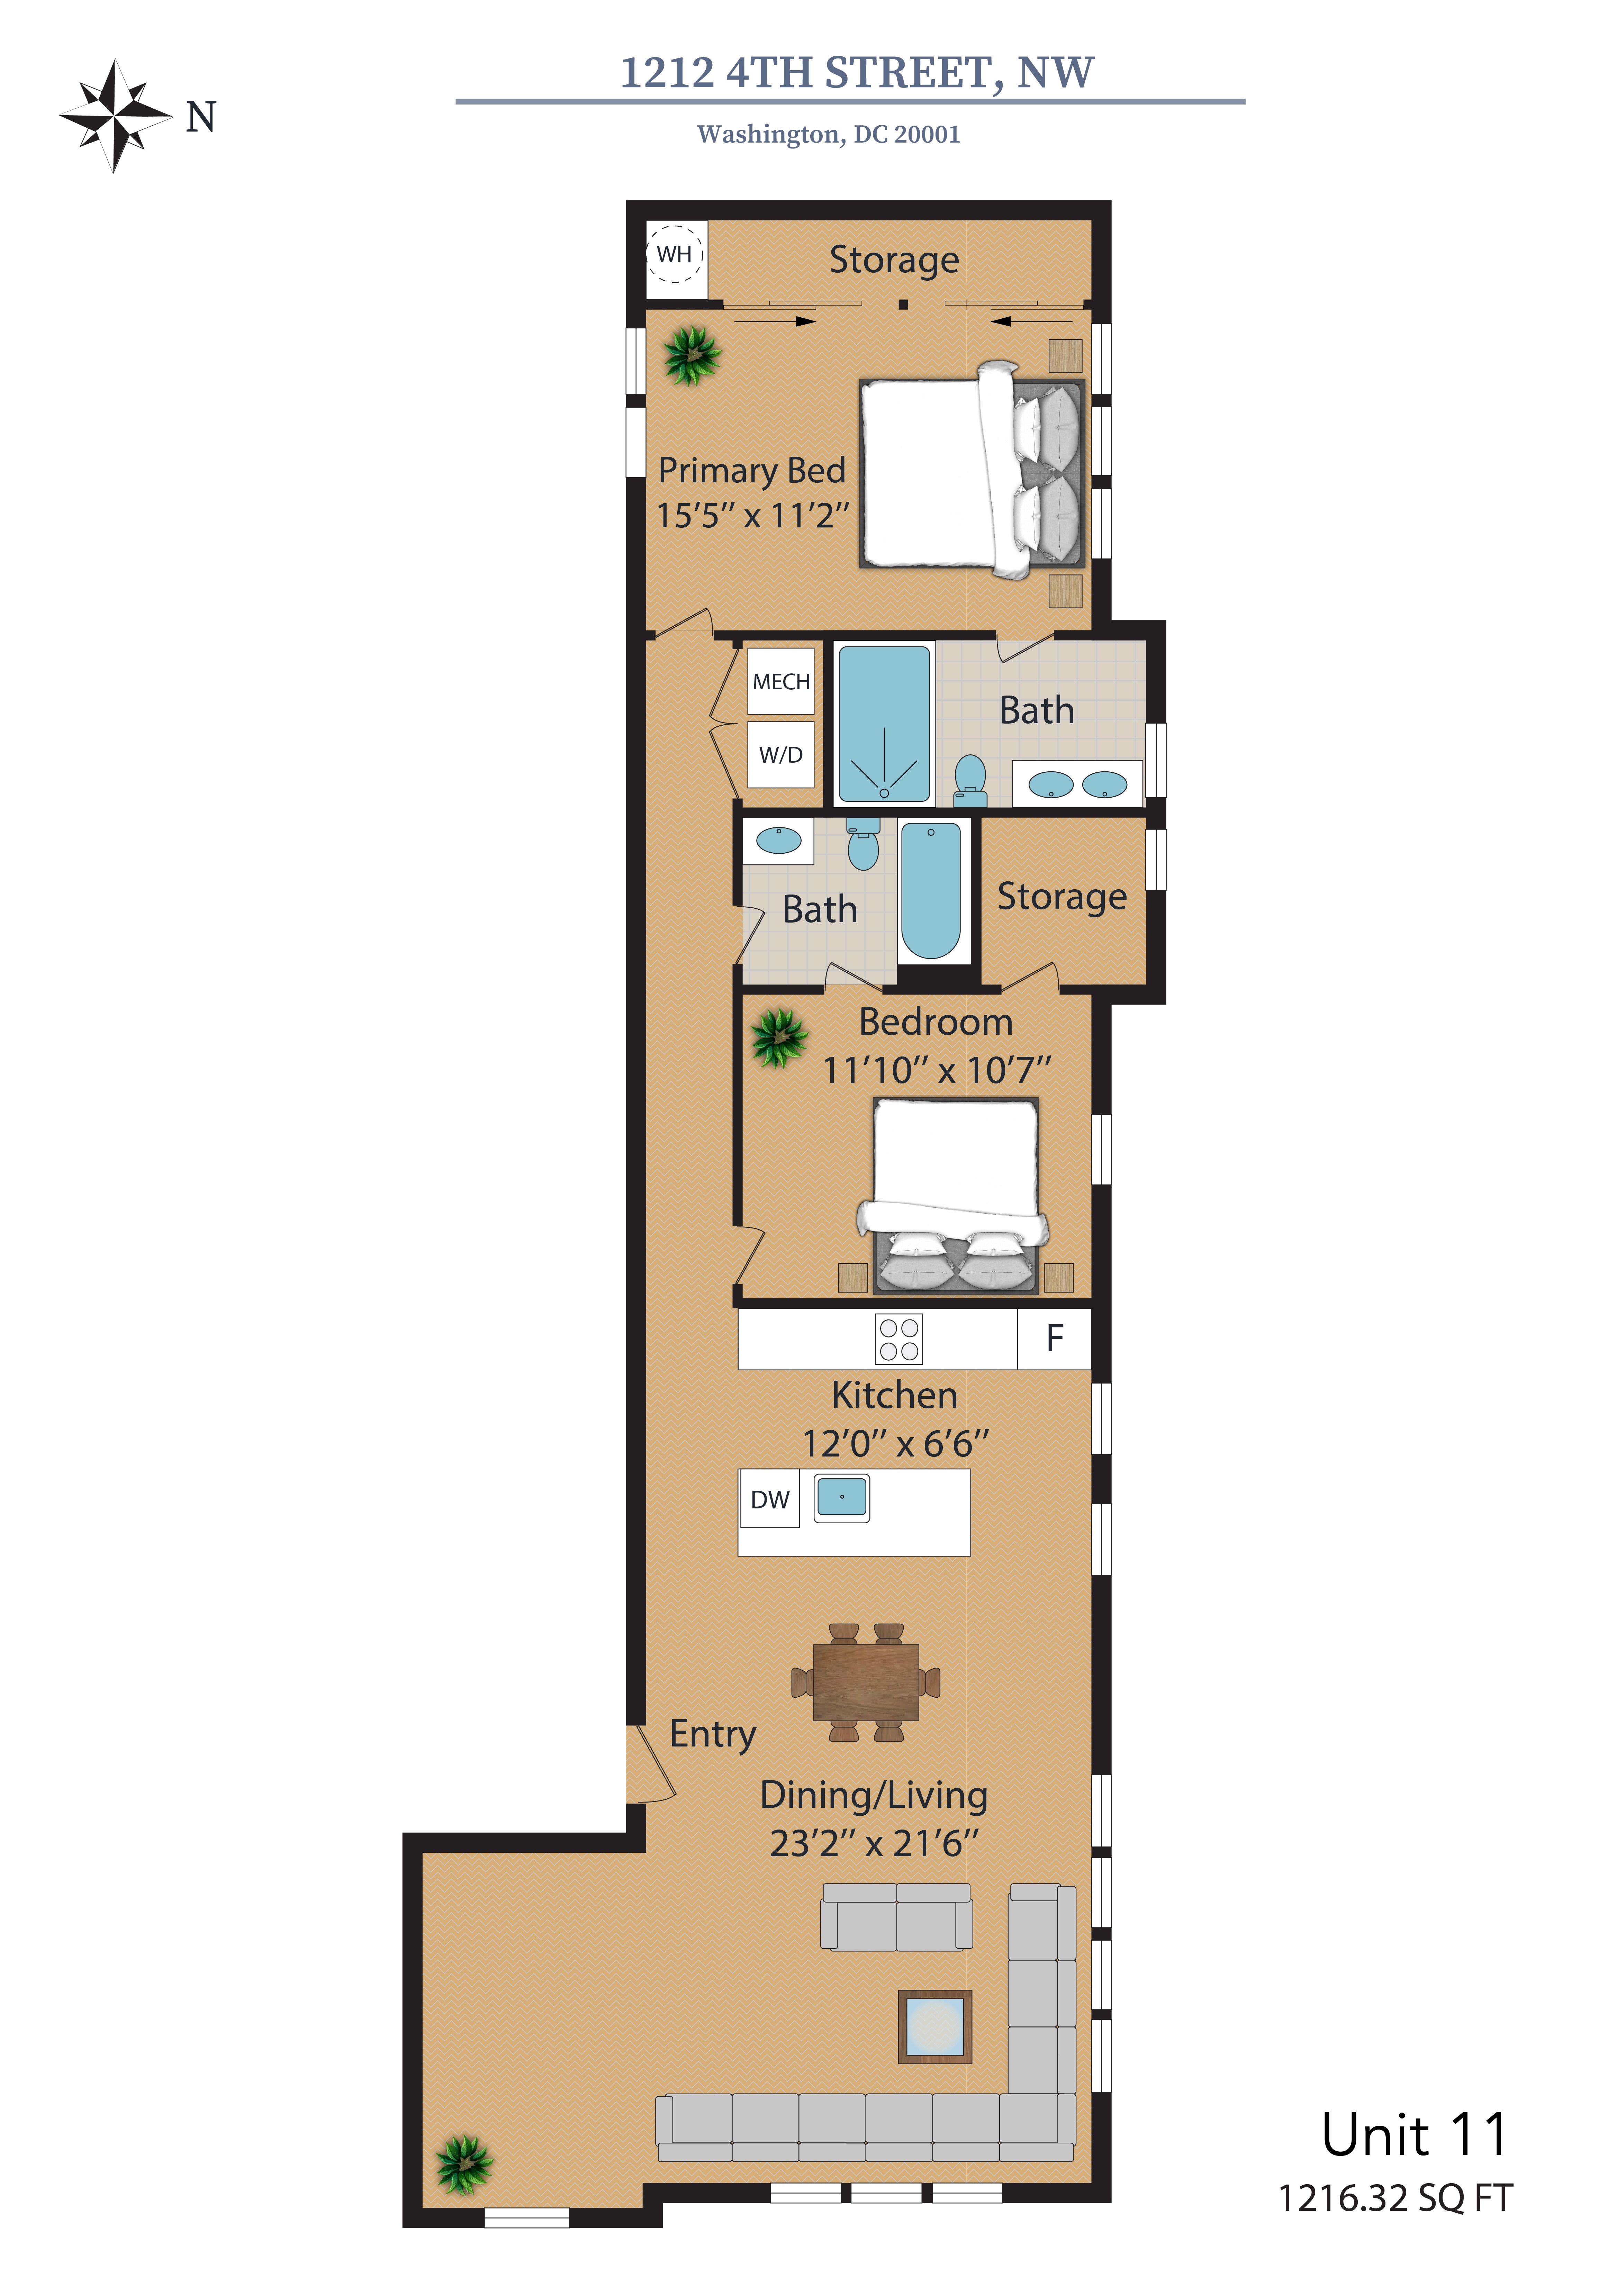 1212 4TH STREET, NW
N
Washington, DC 20001
WH
Storage
Primary Bed
15’5’’ x 11’2’’
MECH
Bath
W/D
Storage
Bath
Bedroom
11’10’’ x 10’7’’
F
Kitchen
12’0’’ x 6’6’’
DW
Entry
Dining/Living
23’2’’ x 21’6’’
Unit 11
1216.32 SQ FT